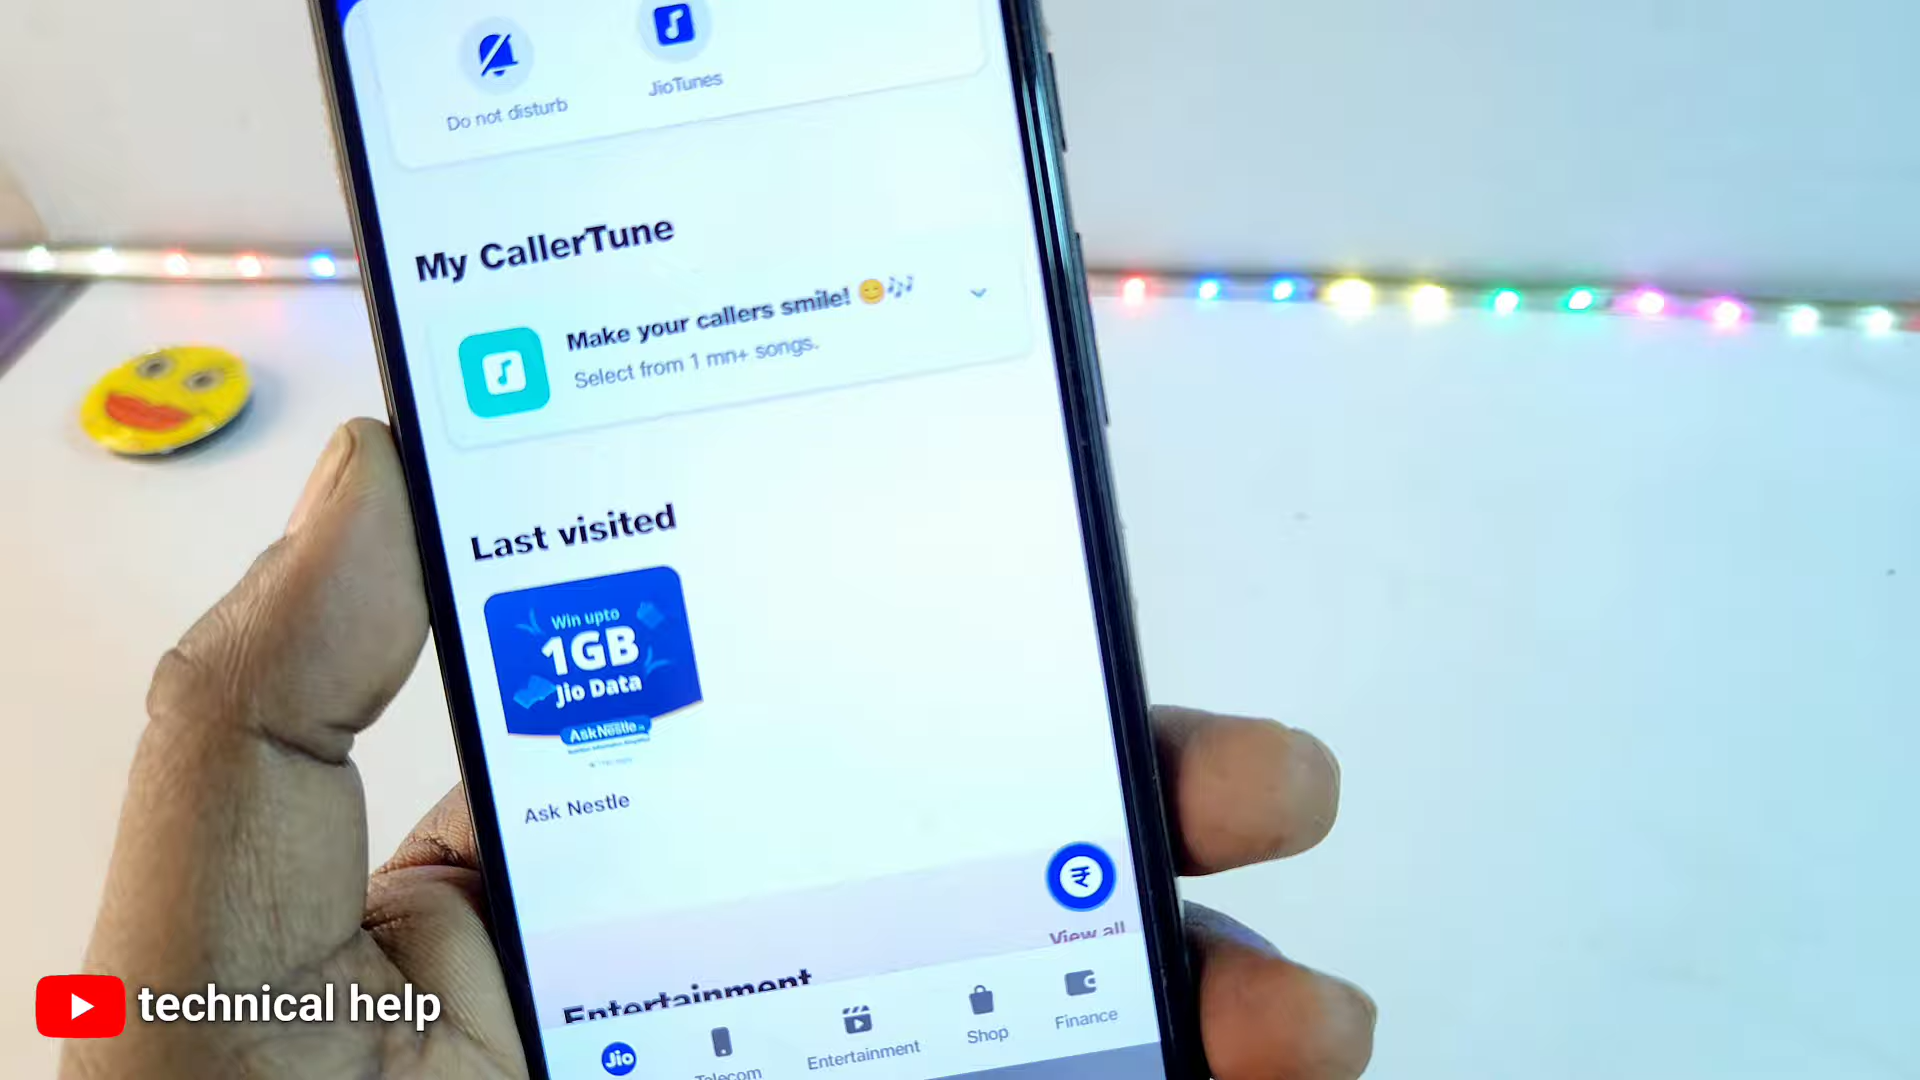 Do not disturb
JioTunes
My CallerTune
Make your callers smile! 😊🎶
Select from 1 mn+ songs.
Last visited
Win upto
1GB
Jio Data
AskNestle
Ask Nestle
₹
View all
Entertainment
Jio
Telecom
Entertainment
Shop
Finance
technical help